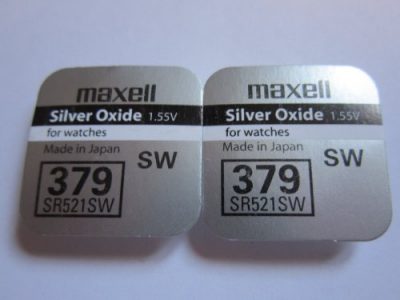 maxell
Silver Oxide 1.55V
for watches
Made in Japan
SW
379
SR521SW
maxell
Silver Oxide 1.55V
for watches
Made in Japan
SW
379
SR521SW